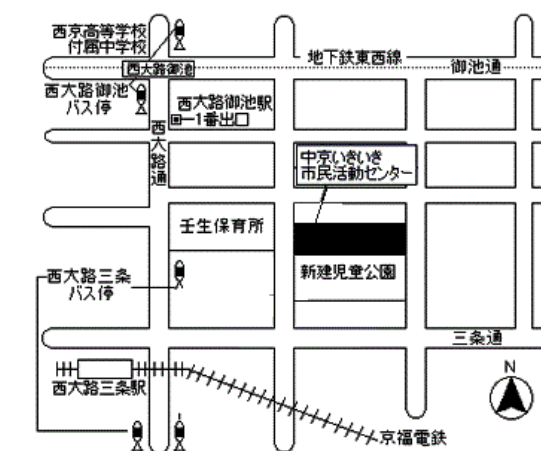 西京高等学校
付属中学校
地下鉄東西線
御池通
西大路御池
西大路御池
バス停
西大路御池駅
1番出口
西大路通
中京いきいき
市民活動センター
壬生保育所
新建児童公園
西大路三条
バス停
三条通
西大路三条駅
N
京福電鉄